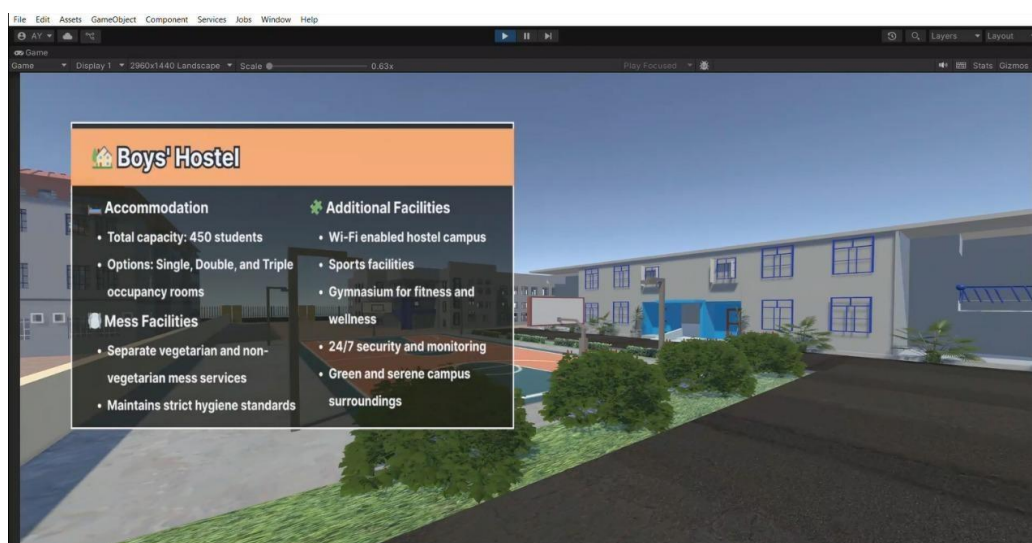 File Edit Assets GameObject Component Services Jobs Window Help
AY
Layers Layout
Game
Game Display 1 2960x1440 Landscape Scale 0.63x Play Focused Stats Gizmos
Boys' Hostel
Accommodation
• Total capacity: 450 students
• Options: Single, Double, and Triple
occupancy rooms
Mess Facilities
• Separate vegetarian and non-
vegetarian mess services
• Maintains strict hygiene standards
Additional Facilities
• Wi-Fi enabled hostel campus
• Sports facilities
• Gymnasium for fitness and
wellness
• 24/7 security and monitoring
• Green and serene campus
surroundings